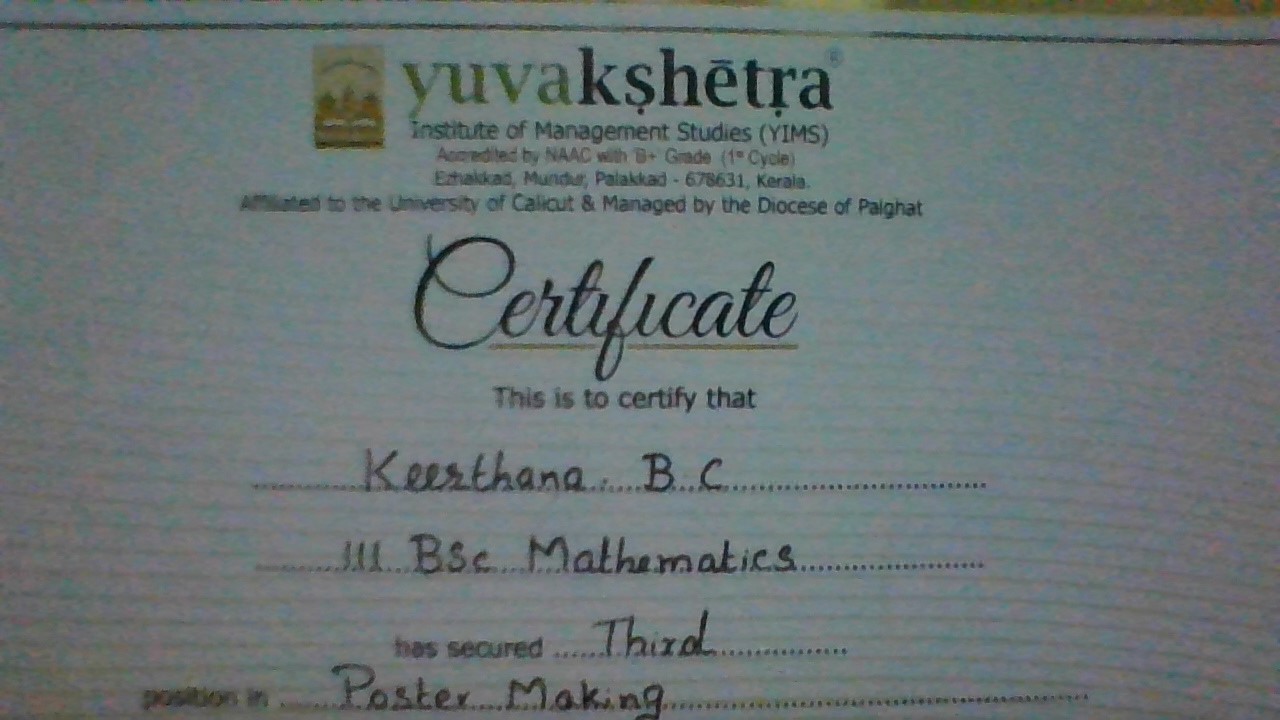 yuvakṣhētṛa®
Institute of Management Studies (YIMS)
Accredited by NAAC with 'B+' Grade (1st Cycle)
Ezhakkad, Mundur, Palakkad - 678631, Kerala.
Affiliated to the University of Calicut & Managed by the Diocese of Palghat
Certificate
This is to certify that
Keerthana. B. C
III BSc Mathematics
has secured Third
position in Poster Making